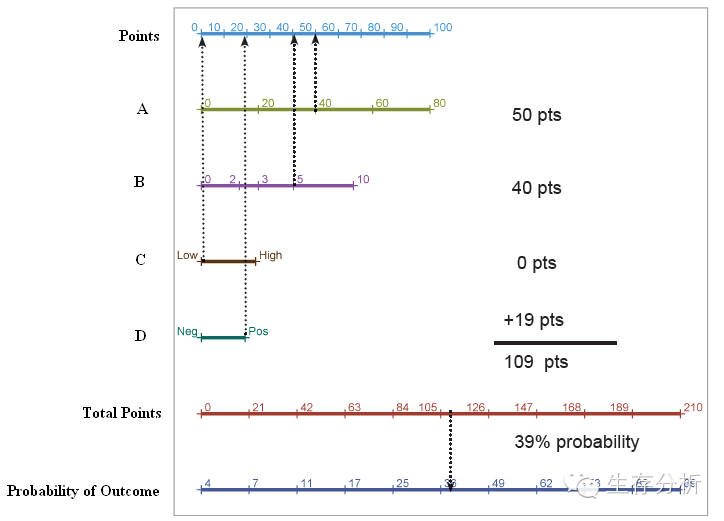 Points
0 10 20 30 40 50 60 70 80 90 100
A
0 20 40 60 80
50 pts
B
0 2 3 5 10
40 pts
C
Low High
0 pts
D
Neg Pos
+19 pts
109 pts
Total Points
0 21 42 63 84 105 126 147 168 189 210
39% probability
Probability of Outcome
4 7 11 17 25 49 62
生存分析